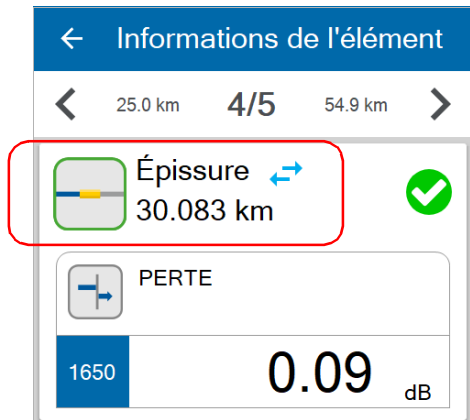 Informations de l'élément
25.0 km 4/5 54.9 km
Épissure
30.083 km
PERTE
1650 0.09 dB